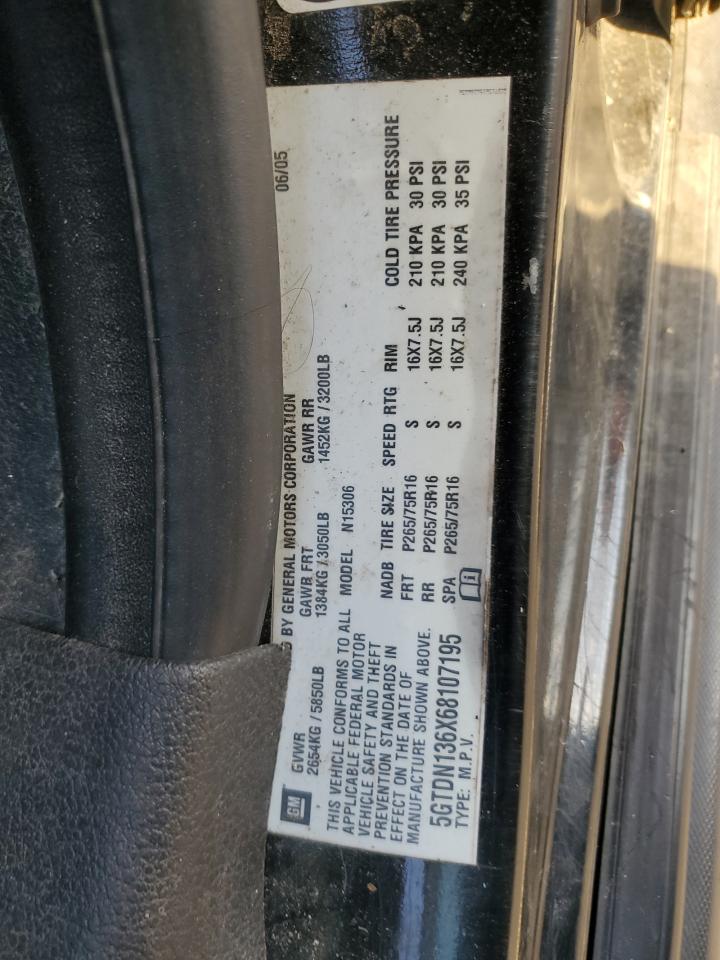 G BY GENERAL MOTORS CORPORATION 06/05
GM
GVWR GAWR FRT GAWR RR
2654KG / 5850LB 1384KG / 3050LB 1452KG / 3200LB
THIS VEHICLE CONFORMS TO ALL MODEL N15306
APPLICABLE FEDERAL MOTOR
VEHICLE SAFETY AND THEFT
PREVENTION STANDARDS IN
EFFECT ON THE DATE OF
MANUFACTURE SHOWN ABOVE.
NADB TIRE SIZE SPEED RTG RIM COLD TIRE PRESSURE
FRT P265/75R16 S 16X7.5J 210 KPA 30 PSI
RR P265/75R16 S 16X7.5J 210 KPA 30 PSI
SPA P265/75R16 S 16X7.5J 240 KPA 35 PSI
5GTDN136X68107195
TYPE: M.P.V.